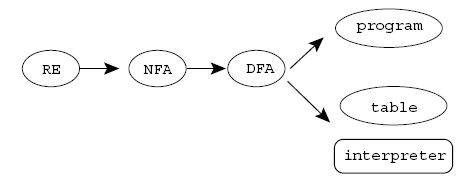 program
RE
NFA
DFA
table
interpreter